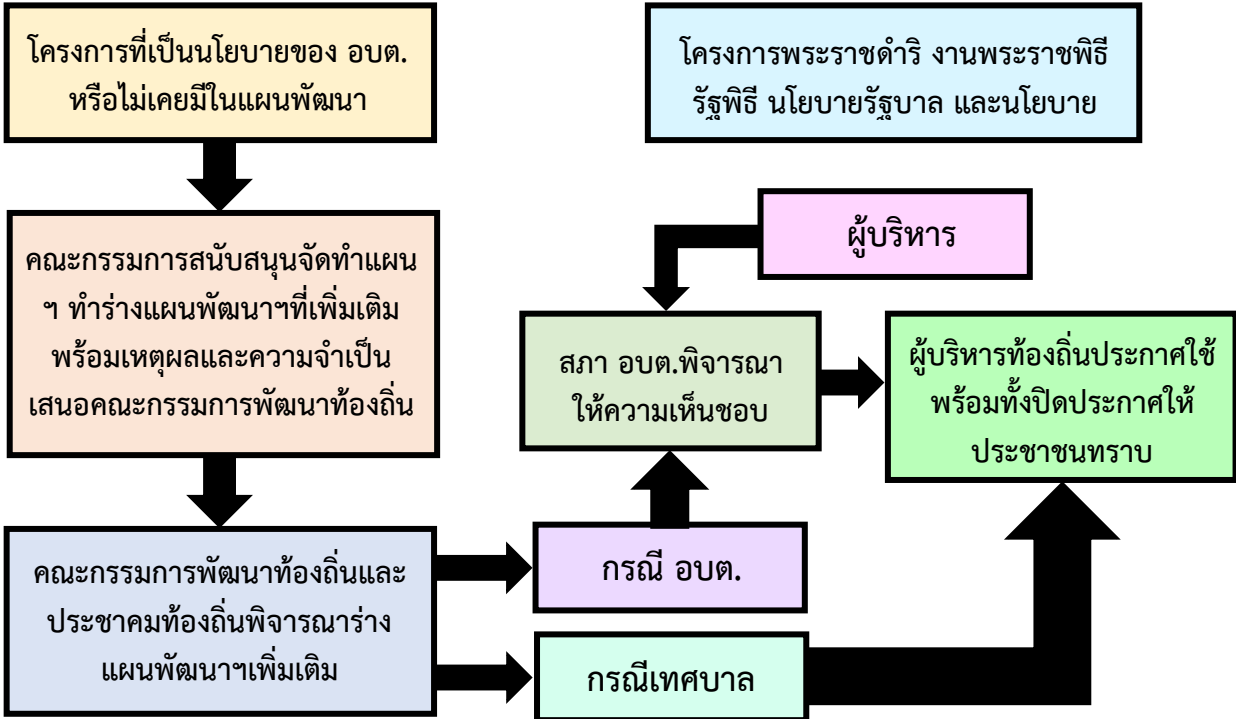 โครงการที่เป็นนโยบายของ อบต.
หรือไม่เคยมีในแผนพัฒนา
โครงการพระราชดำริ งานพระราชพิธี
รัฐพิธี นโยบายรัฐบาล และนโยบาย
คณะกรรมการสนับสนุนจัดทำแผน
ฯ ทำร่างแผนพัฒนาฯที่เพิ่มเติม
พร้อมเหตุผลและความจำเป็น
เสนอคณะกรรมการพัฒนาท้องถิ่น
ผู้บริหาร
สภา อบต.พิจารณา
ให้ความเห็นชอบ
ผู้บริหารท้องถิ่นประกาศใช้
พร้อมทั้งปิดประกาศให้
ประชาชนทราบ
คณะกรรมการพัฒนาท้องถิ่นและ
ประชาคมท้องถิ่นพิจารณาร่าง
แผนพัฒนาฯเพิ่มเติม
กรณี อบต.
กรณีเทศบาล